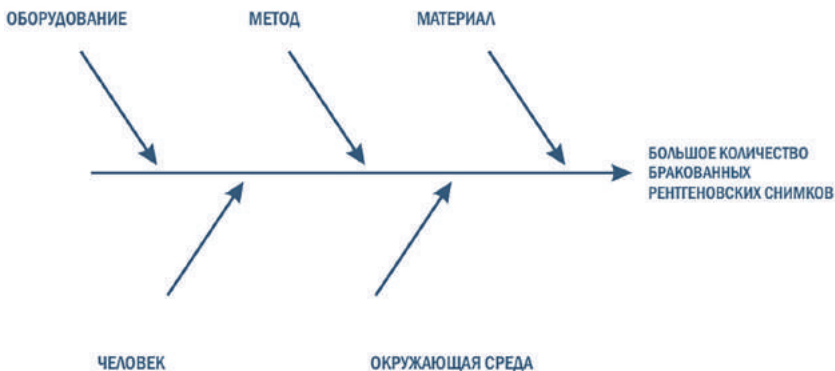 ОБОРУДОВАНИЕ
МЕТОД
МАТЕРИАЛ
БОЛЬШОЕ КОЛИЧЕСТВО
БРАКОВАННЫХ
РЕНТГЕНОВСКИХ СНИМКОВ
ЧЕЛОВЕК
ОКРУЖАЮЩАЯ СРЕДА